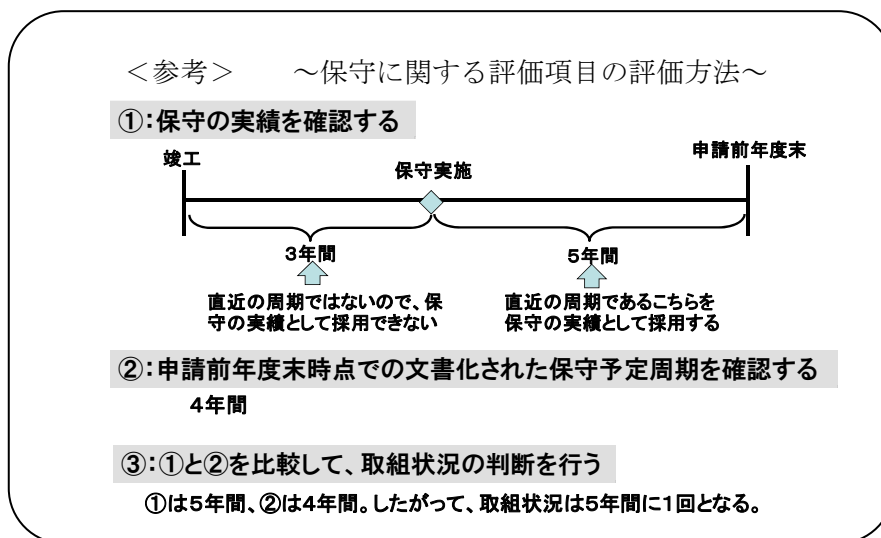 <参考> ~保守に関する評価項目の評価方法~
①:保守の実績を確認する
竣工
保守実施
申請前年度末
3年間
5年間
直近の周期ではないので、保
守の実績として採用できない
直近の周期であるこちらを
保守の実績として採用する
②:申請前年度末時点での文書化された保守予定周期を確認する
4年間
③:①と②を比較して、取組状況の判断を行う
①は5年間、②は4年間。したがって、取組状況は5年間に1回となる。